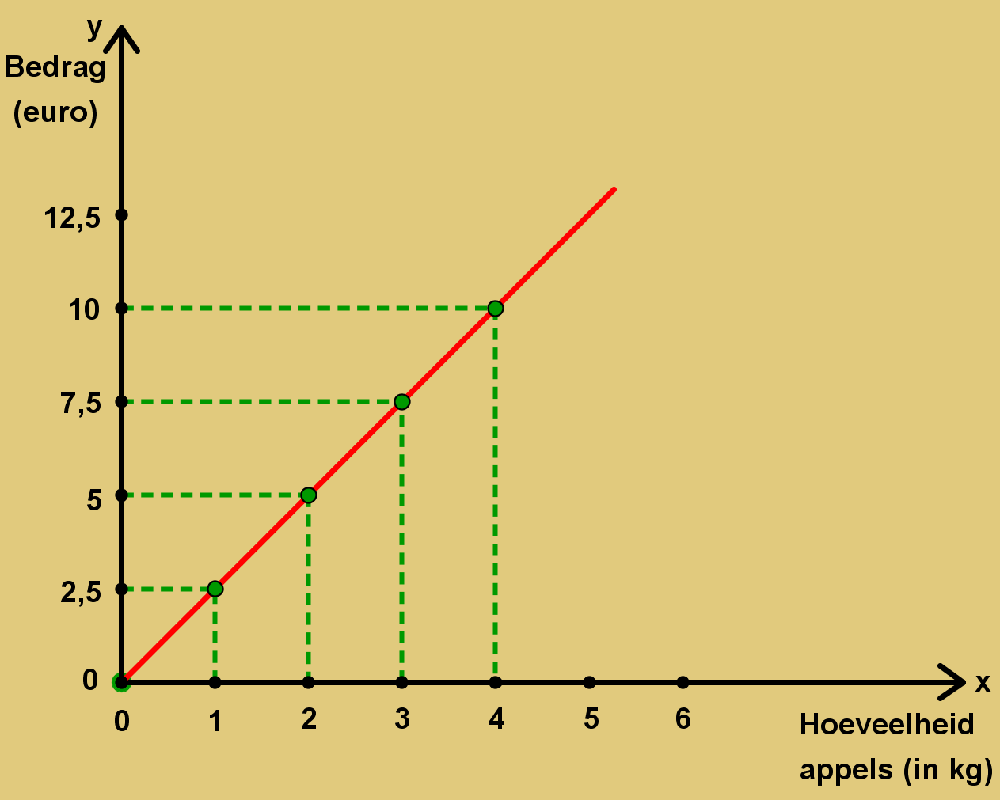 y
Bedrag
(euro)
12,5
10
7,5
5
2,5
0
0 1 2 3 4 5 6
x
Hoeveelheid
appels (in kg)